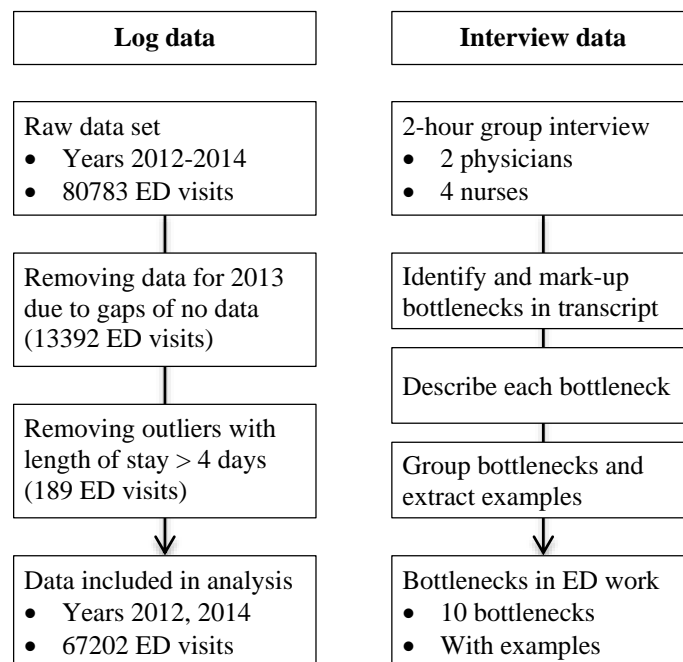 Log data
Raw data set
• Years 2012-2014
• 80783 ED visits
Removing data for 2013
due to gaps of no data
(13392 ED visits)
Removing outliers with
length of stay > 4 days
(189 ED visits)
Data included in analysis
• Years 2012, 2014
• 67202 ED visits
Interview data
2-hour group interview
• 2 physicians
• 4 nurses
Identify and mark-up
bottlenecks in transcript
Describe each bottleneck
Group bottlenecks and
extract examples
Bottlenecks in ED work
• 10 bottlenecks
• With examples